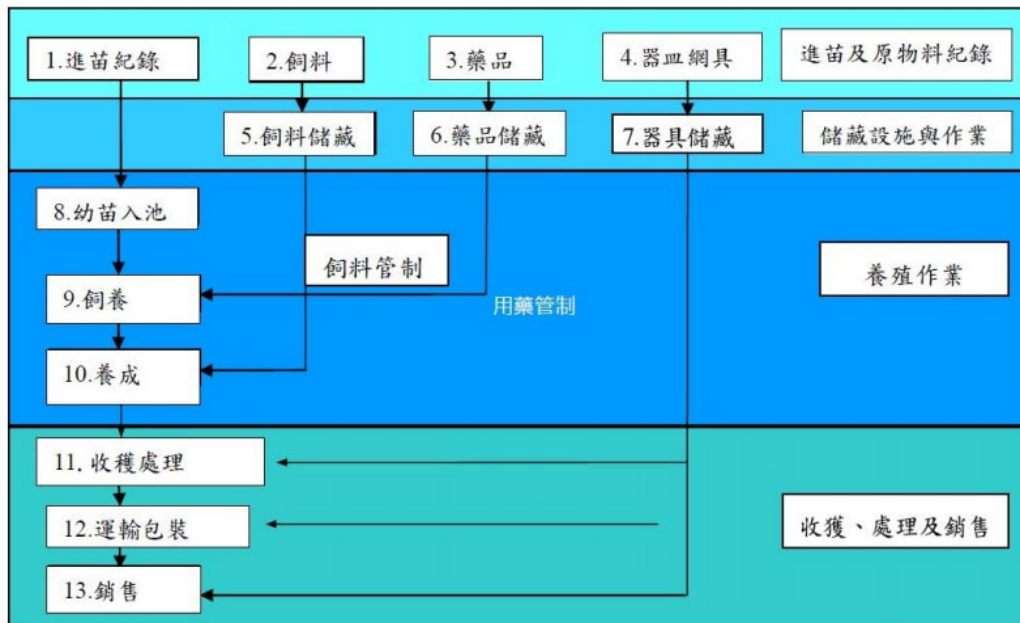 1.進苗紀錄
2.飼料
3.藥品
4.器皿網具
進苗及原物料紀錄
5.飼料儲藏
6.藥品儲藏
7.器具儲藏
儲藏設施與作業
8.幼苗入池
飼料管制
養殖作業
9.飼養
用藥管制
10.養成
11.收穫處理
12.運輸包裝
收獲、處理及銷售
13.銷售